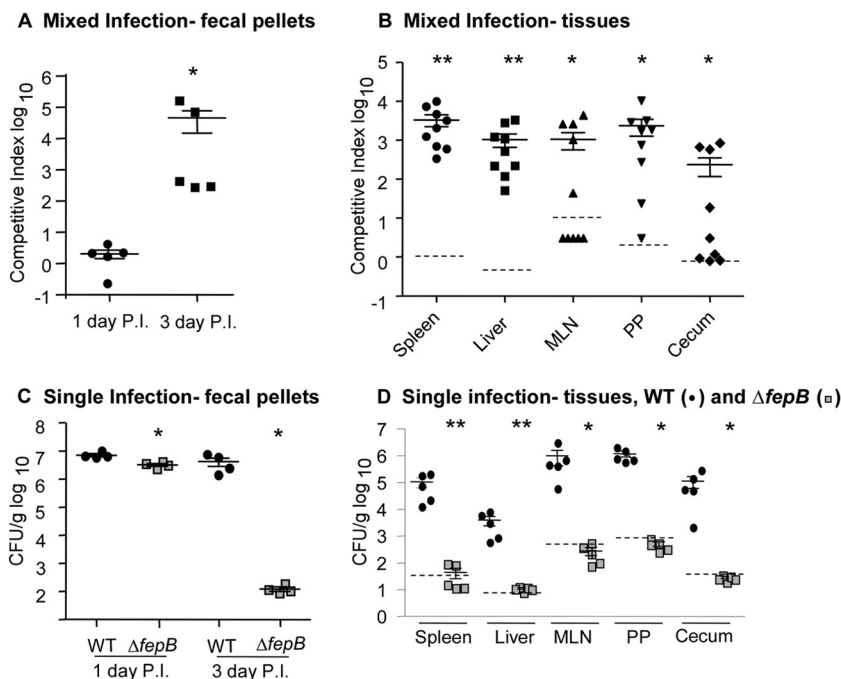 A Mixed Infection- fecal pellets
Competitive Index log 10
6
5
4
3
2
1
0
-1
*
1 day P.I. 3 day P.I.
B Mixed Infection- tissues
Competitive Index log 10
5
4
3
2
1
0
-1
** ** * * *
Spleen Liver MLN PP Cecum
C Single Infection- fecal pellets
CFU/g log 10
8
7
6
5
4
3
2
* *
WT ΔfepB WT ΔfepB
1 day P.I. 3 day P.I.
D Single infection- tissues, WT (•) and ΔfepB (▫)
CFU/g log 10
7
6
5
4
3
2
1
0
** ** * * *
Spleen Liver MLN PP Cecum